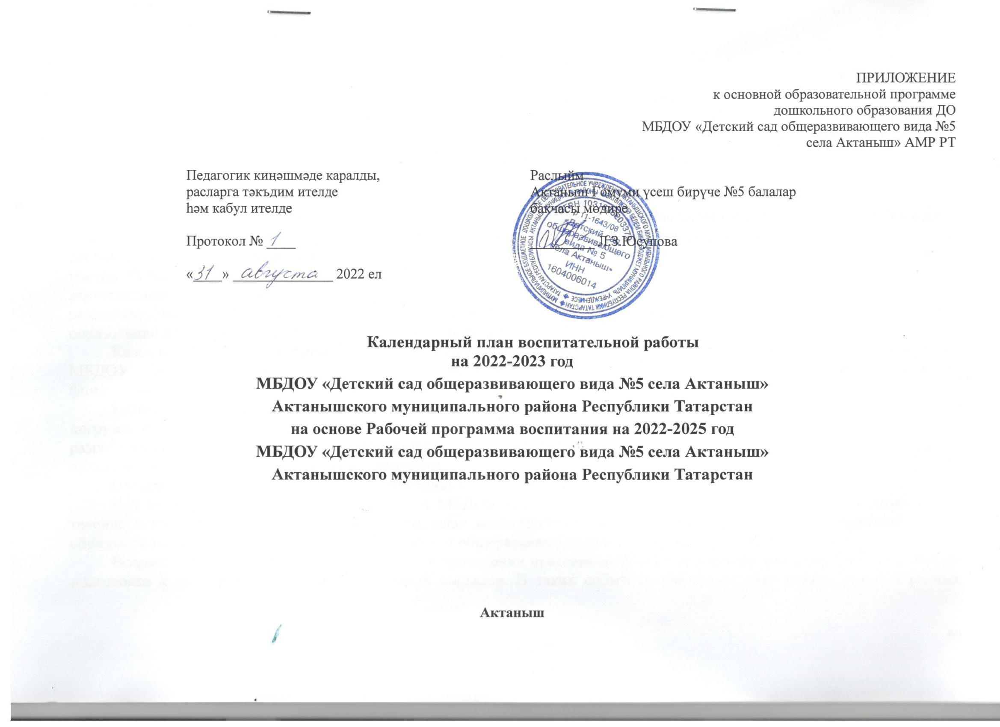 ПРИЛОЖЕНИЕ
к основной образовательной программе
дошкольного образования ДО
МБДОУ «Детский сад общеразвивающего вида №5
села Актаныш» АМР РТ
Педагогик киңәшмәдә каралды,
расларга тәкъдим ителде
һәм кабул ителде
Протокол № 1
«31» августа 2022 ел
Раслыйм
Актаныш Гомуми үсеш бирүче №5 балалар
бакчасы мөдире
Л.З.Юсупова
«Детский сад
общеразвивающего
вида № 5
села Актаныш»
ИНН
1604006014
Календарный план воспитательной работы
на 2022-2023 год
МБДОУ «Детский сад общеразвивающего вида №5 села Актаныш»
Актанышского муниципального района Республики Татарстан
на основе Рабочей программа воспитания на 2022-2025 год
МБДОУ «Детский сад общеразвивающего вида №5 села Актаныш»
Актанышского муниципального района Республики Татарстан
Актаныш